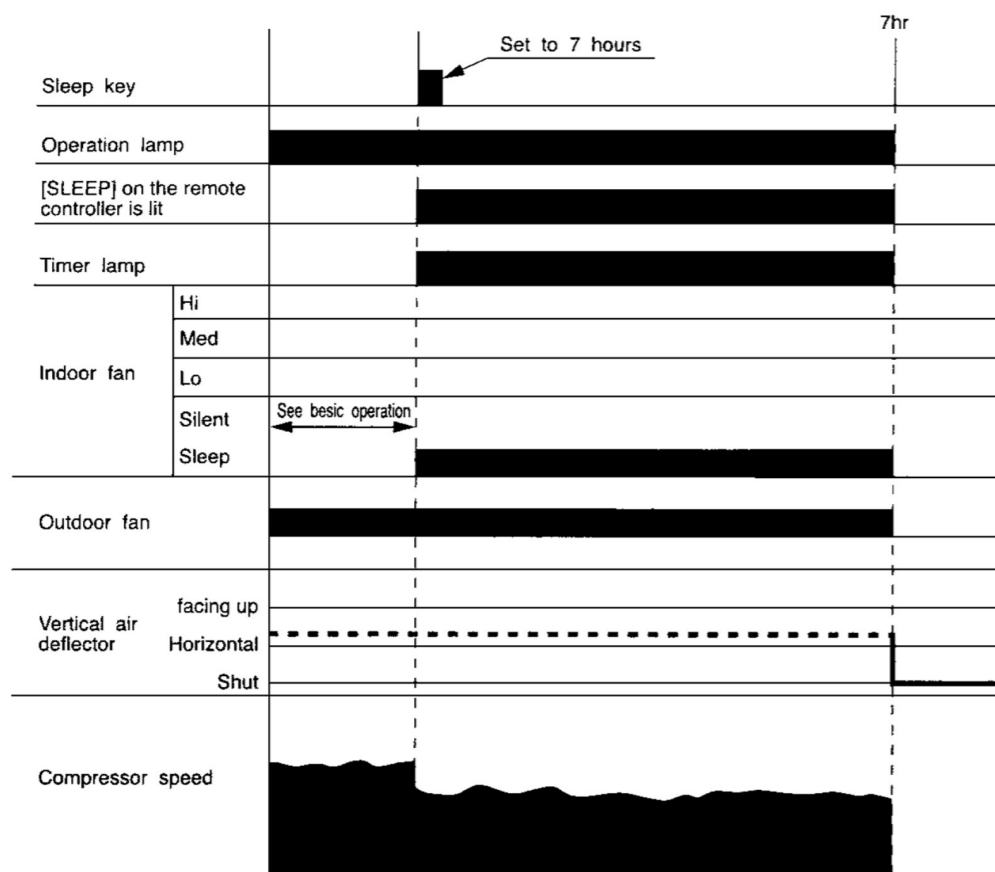 7hr
Set to 7 hours
Sleep key
Operation lamp
[SLEEP] on the remote
controller is lit
Timer lamp
Indoor fan
Hi
Med
Lo
Silent
See besic operation
Sleep
Outdoor fan
Vertical air
deflector
facing up
Horizontal
Shut
Compressor speed